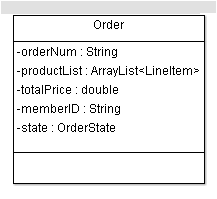 Order
-orderNum : String
-productList : ArrayList<LineItem>
-totalPrice : double
-memberID : String
-state : OrderState